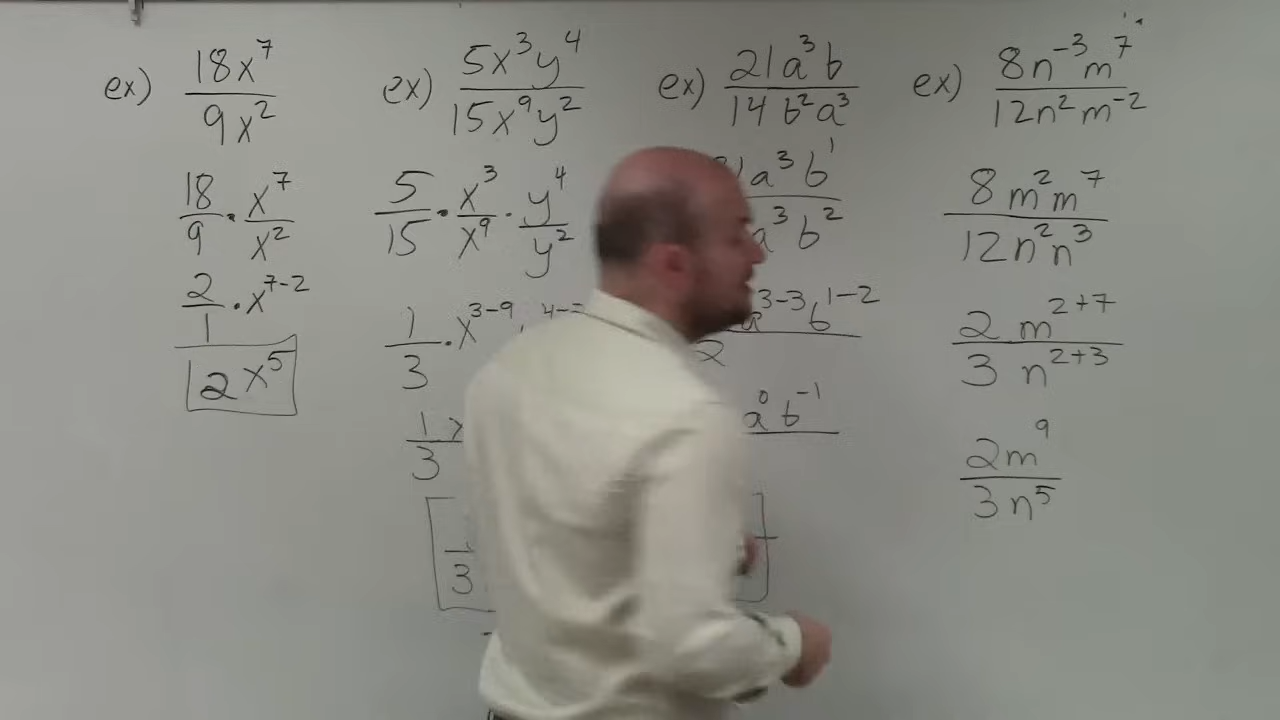 ex) 18x^7 / 9x^2
18/9 · x^7/x^2
2/1 · x^{7-2}
2x^5
ex) 5x^3y^4 / 15x^9y^2
5/15 · x^3/x^9 · y^4/y^2
1/3 · x^{3-9}
1/3
1/3
ex) 21a^3b / 14b^2a^3
a^3b^1 / a^3b^2
a^{3-3}b^{1-2} / 2
a^0b^{-1}
ex) 8n^{-3}m^7 / 12n^2m^{-2}
8m^2m^7 / 12n^2n^3
2m^{2+7} / 3n^{2+3}
2m^9 / 3n^5